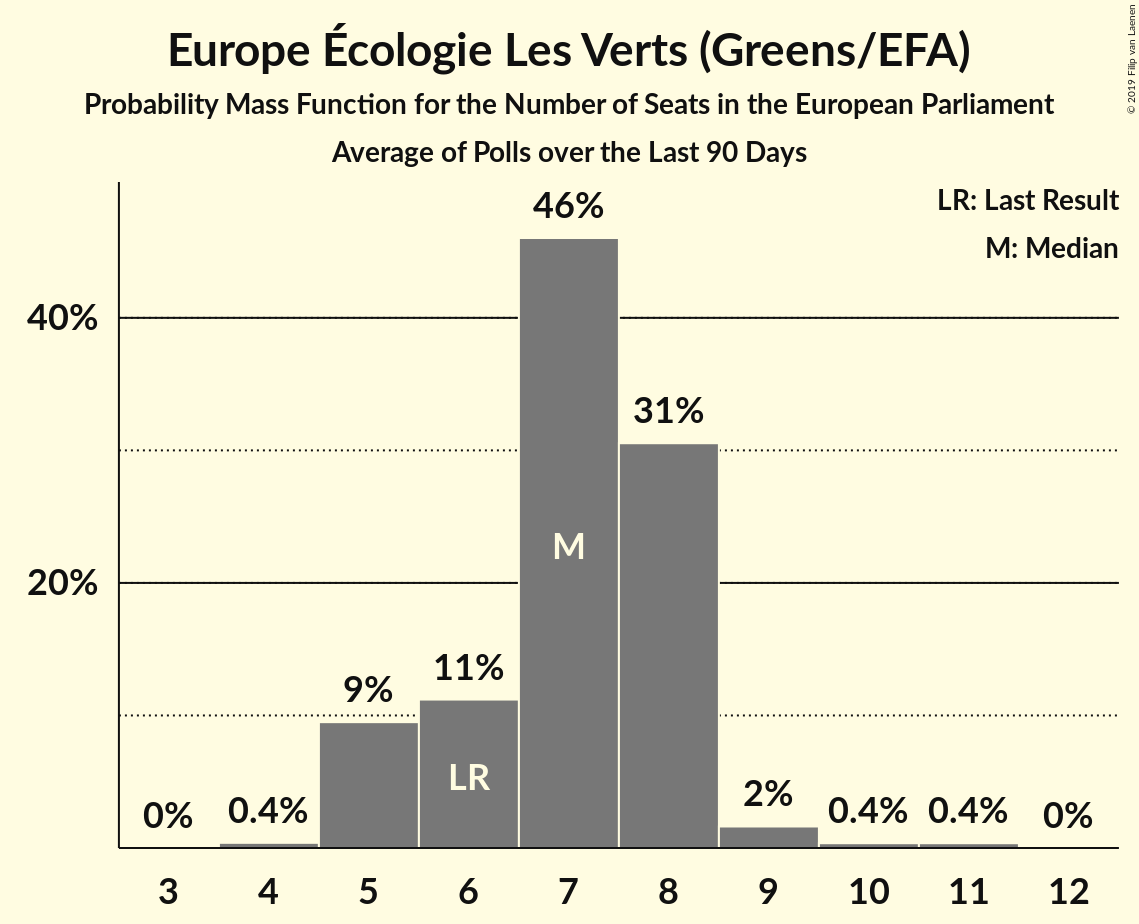 Europe Écologie Les Verts (Greens/EFA)
Probability Mass Function for the Number of Seats in the European Parliament
Average of Polls over the Last 90 Days
© 2019 Filip van Laenen
LR: Last Result
M: Median
46%
40%
31%
M
20%
11%
9%
LR
0%
0.4%
2%
0.4%
0.4%
0%
3 4 5 6 7 8 9 10 11 12